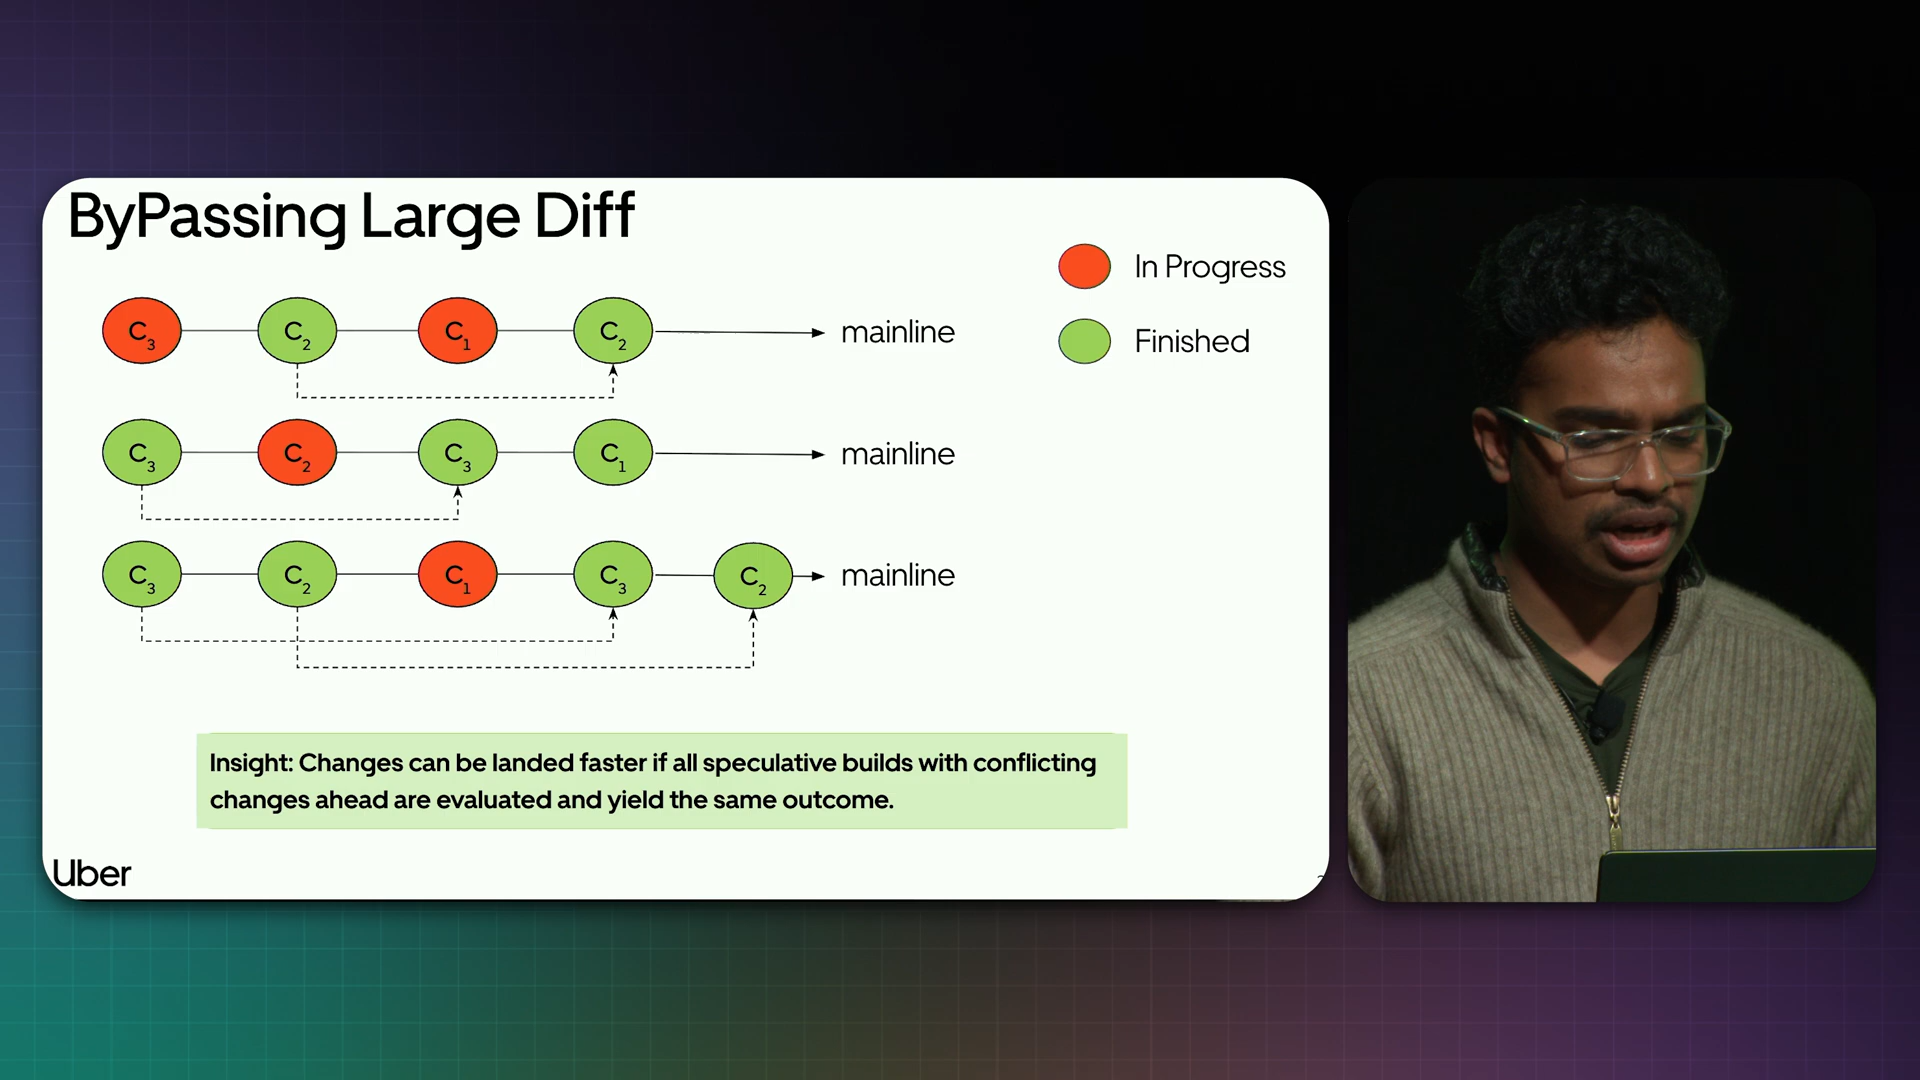 ByPassing Large Diff
In Progress
Finished
C3 C2 C1 C2 mainline
C3 C2 C3 C1 mainline
C3 C2 C1 C3 C2 mainline
Insight: Changes can be landed faster if all speculative builds with conflicting
changes ahead are evaluated and yield the same outcome.
Uber